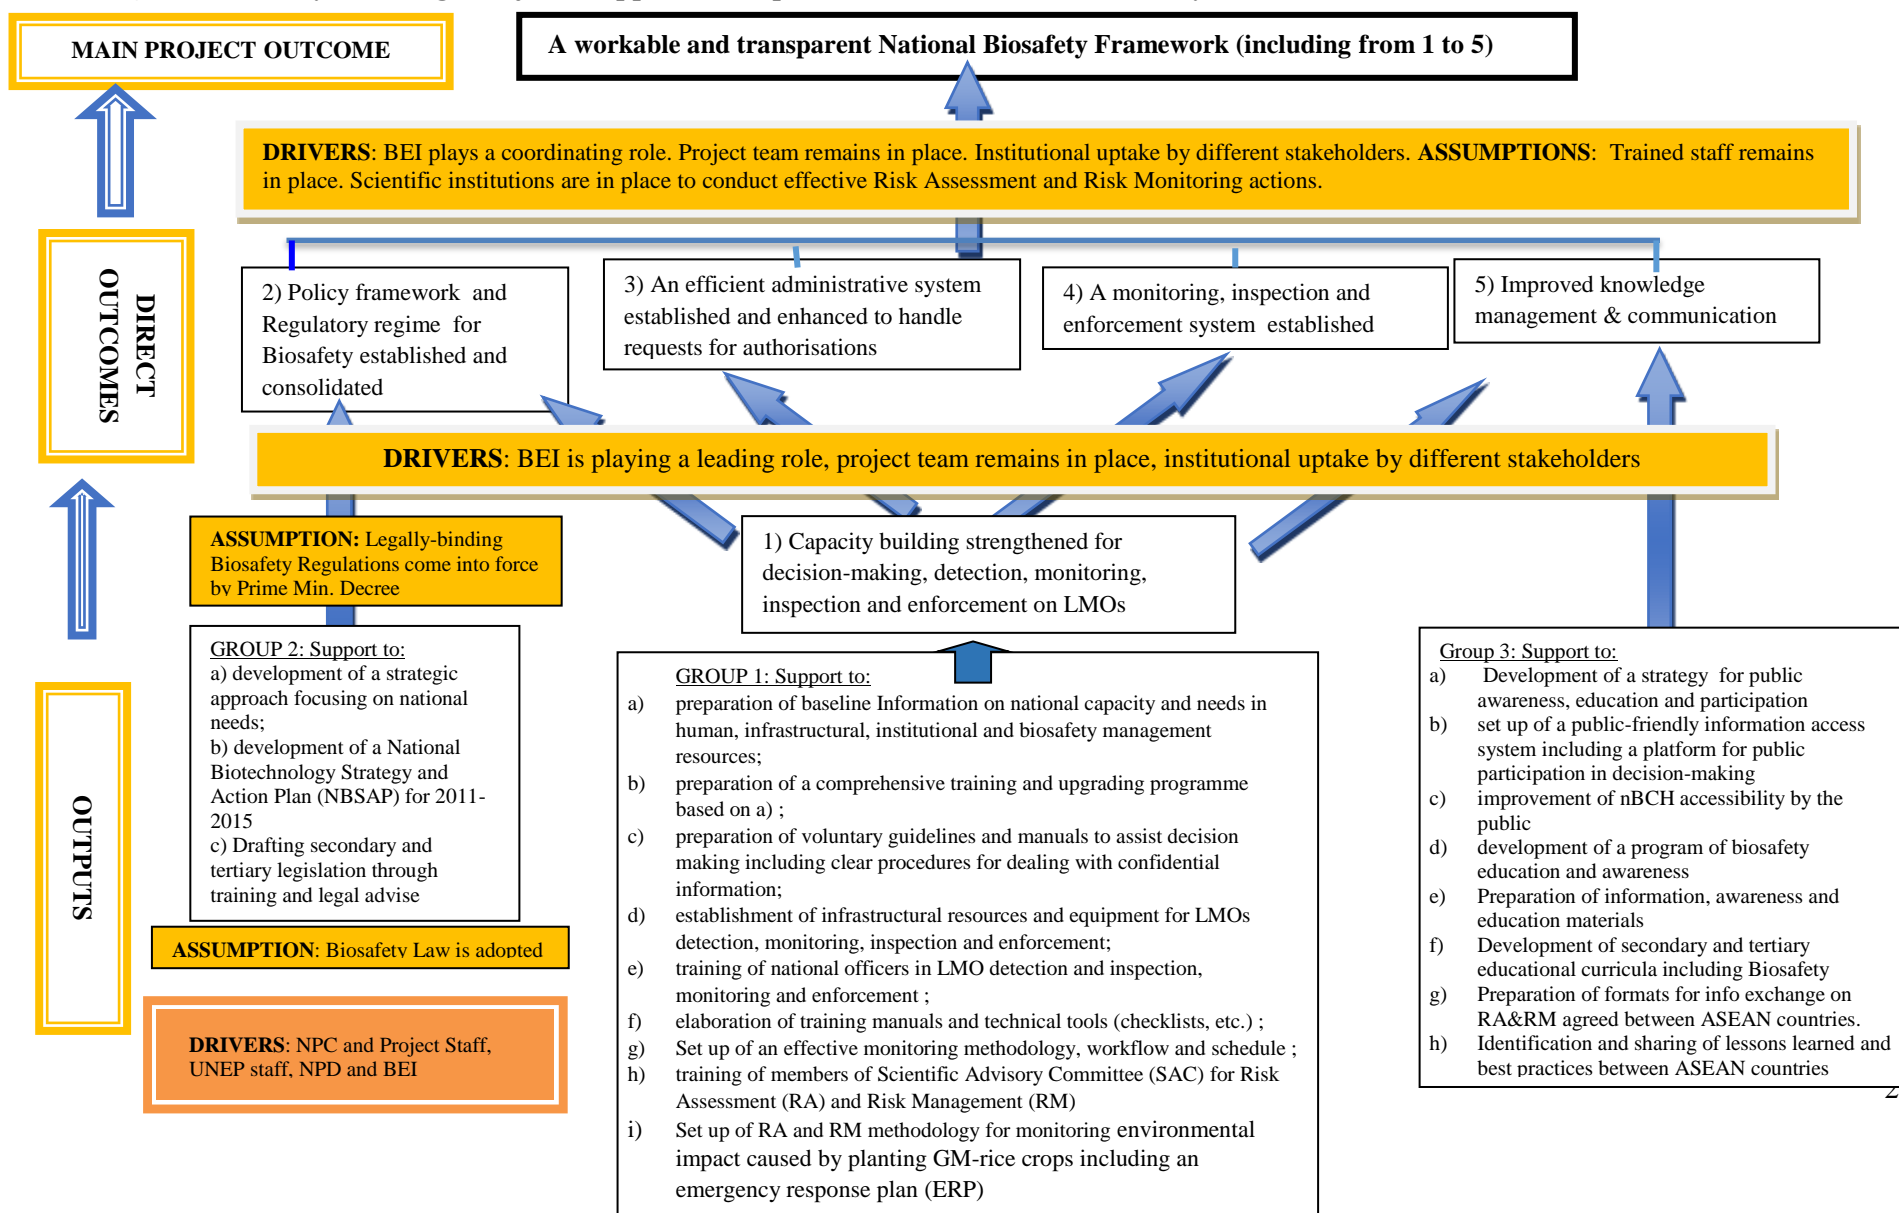 MAIN PROJECT OUTCOME
A workable and transparent National Biosafety Framework (including from 1 to 5)
DRIVERS: BEI plays a coordinating role. Project team remains in place. Institutional uptake by different stakeholders. ASSUMPTIONS: Trained staff remains
in place. Scientific institutions are in place to conduct effective Risk Assessment and Risk Monitoring actions.
DIRECT
OUTCOMES
2) Policy framework and
Regulatory regime for
Biosafety established and
consolidated
3) An efficient administrative system
established and enhanced to handle
requests for authorisations
4) A monitoring, inspection and
enforcement system established
5) Improved knowledge
management & communication
DRIVERS: BEI is playing a leading role, project team remains in place, institutional uptake by different stakeholders
ASSUMPTION: Legally-binding
Biosafety Regulations come into force
by Prime Min. Decree
1) Capacity building strengthened for
decision-making, detection, monitoring,
inspection and enforcement on LMOs
OUTPUTS
GROUP 2: Support to:
a) development of a strategic
approach focusing on national
needs;
b) development of a National
Biotechnology Strategy and
Action Plan (NBSAP) for 2011-
2015
c) Drafting secondary and
tertiary legislation through
training and legal advise
ASSUMPTION: Biosafety Law is adopted
DRIVERS: NPC and Project Staff,
UNEP staff, NPD and BEI
GROUP 1: Support to:
a) preparation of baseline Information on national capacity and needs in
human, infrastructural, institutional and biosafety management
resources;
b) preparation of a comprehensive training and upgrading programme
based on a) ;
c) preparation of voluntary guidelines and manuals to assist decision
making including clear procedures for dealing with confidential
information;
d) establishment of infrastructural resources and equipment for LMOs
detection, monitoring, inspection and enforcement;
e) training of national officers in LMO detection and inspection,
monitoring and enforcement ;
f) elaboration of training manuals and technical tools (checklists, etc.) ;
g) Set up of an effective monitoring methodology, workflow and schedule ;
h) training of members of Scientific Advisory Committee (SAC) for Risk
Assessment (RA) and Risk Management (RM)
i) Set up of RA and RM methodology for monitoring environmental
impact caused by planting GM-rice crops including an
emergency response plan (ERP)
Group 3: Support to:
a) Development of a strategy for public
awareness, education and participation
b) set up of a public-friendly information access
system including a platform for public
participation in decision-making
c) improvement of nBCH accessibility by the
public
d) development of a program of biosafety
education and awareness
e) Preparation of information, awareness and
education materials
f) Development of secondary and tertiary
educational curricula including Biosafety
g) Preparation of formats for info exchange on
RA&RM agreed between ASEAN countries.
h) Identification and sharing of lessons learned and
best practices between ASEAN countries